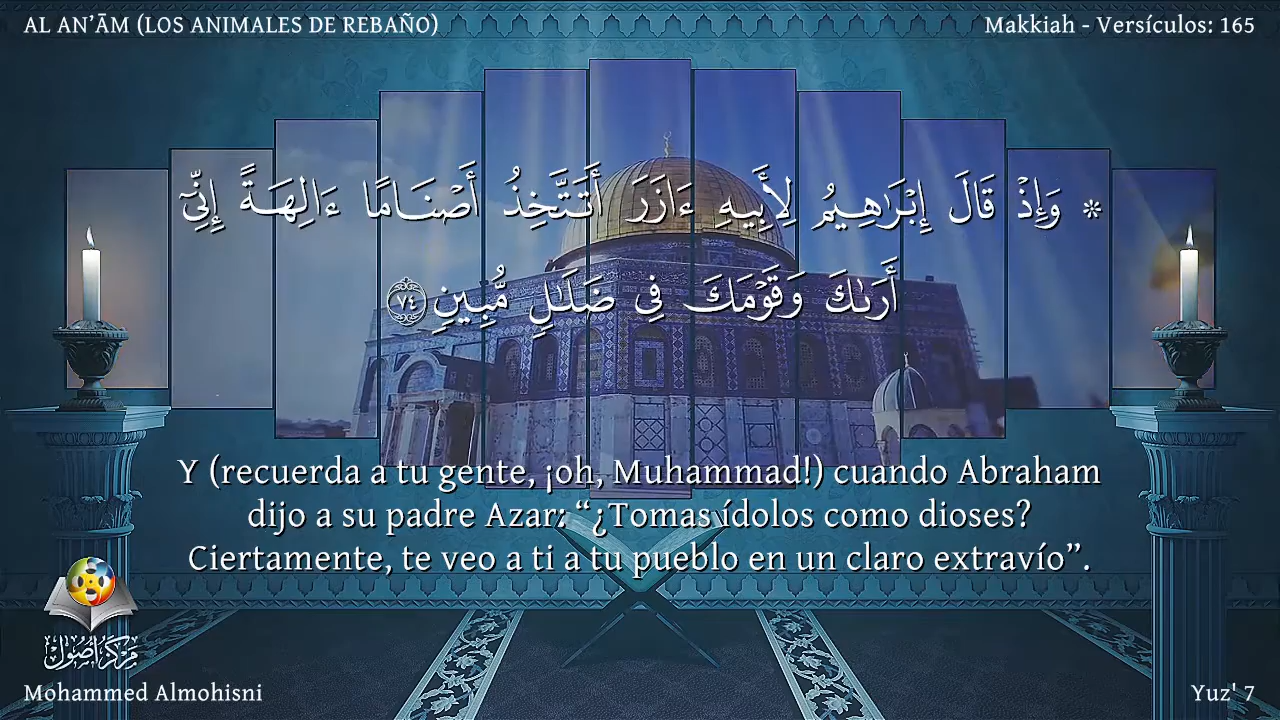 AL AN’ĀM (LOS ANIMALES DE REBAÑO)
Makkiah - Versículos: 165
۞ وَإِذْ قَالَ إِبْرَٰهِيمُ لِأَبِيهِ ءَازَرَ أَتَتَّخِذُ أَصْنَامًا ءَالِهَةً إِنِّىٓ
أَرَىٰكَ وَقَوْمَكَ فِى ضَلَـٰلٍ مُّبِينٍ ٧٤
Y (recuerda a tu gente, ¡oh, Muhammad!) cuando Abraham
dijo a su padre Azar: “¿Tomas ídolos como dioses?
Ciertamente, te veo a ti a tu pueblo en un claro extravío”.
مركز أصول
Mohammed Almohisni
Yuz' 7